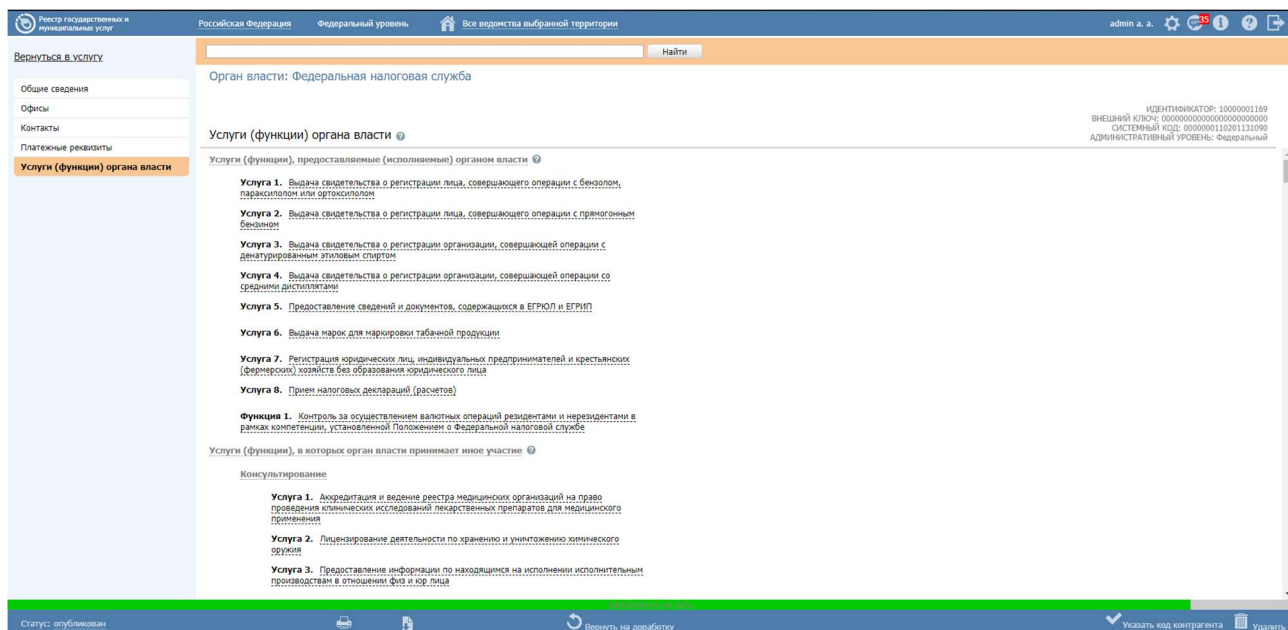 Реестр государственных и
муниципальных услуг
Российская Федерация
Федеральный уровень
Все ведомства выбранной территории
admin a. a.
35
Вернуться в услугу
Найти
Общие сведения
Офисы
Контакты
Платежные реквизиты
Услуги (функции) органа власти
Орган власти: Федеральная налоговая служба
ИДЕНТИФИКАТОР: 10000001169
ВНЕШНИЙ КЛЮЧ:
СИСТЕМНЫЙ КОД: 0000000110201131090
АДМИНИСТРАТИВНЫЙ УРОВЕНЬ: Федеральный
Услуги (функции) органа власти
Услуги (функции), предоставляемые (исполняемые) органом власти
Услуга 1. Выдача свидетельства о регистрации лица, совершающего операции с бензолом,
параксилолом или ортоксилолом
Услуга 2. Выдача свидетельства о регистрации лица, совершающего операции с прямогонным
бензином
Услуга 3. Выдача свидетельства о регистрации организации, совершающей операции с
денатурированным этиловым спиртом
Услуга 4. Выдача свидетельства о регистрации организации, совершающей операции со
средними дистиллятами
Услуга 5. Предоставление сведений и документов, содержащихся в ЕГРЮЛ и ЕГРИП
Услуга 6. Выдача марок для маркировки табачной продукции
Услуга 7. Регистрация юридических лиц, индивидуальных предпринимателей и крестьянских
(фермерских) хозяйств без образования юридического лица
Услуга 8. Прием налоговых деклараций (расчетов)
Функция 1. Контроль за осуществлением валютных операций резидентами и нерезидентами в
рамках компетенции, установленной Положением о Федеральной налоговой службе
Услуги (функции), в которых орган власти принимает иное участие
Консультирование
Услуга 1. Аккредитация и ведение реестра медицинских организаций на право
проведения клинических исследований лекарственных препаратов для медицинского
применения
Услуга 2. Лицензирование деятельности по хранению и уничтожению химического
оружия
Услуга 3. Предоставление информации по находящимся на исполнении исполнительным
производствам в отношении физ и юр лица
Статус: опубликован
Вернуть на доработку
Указать код контрагента
Удалить